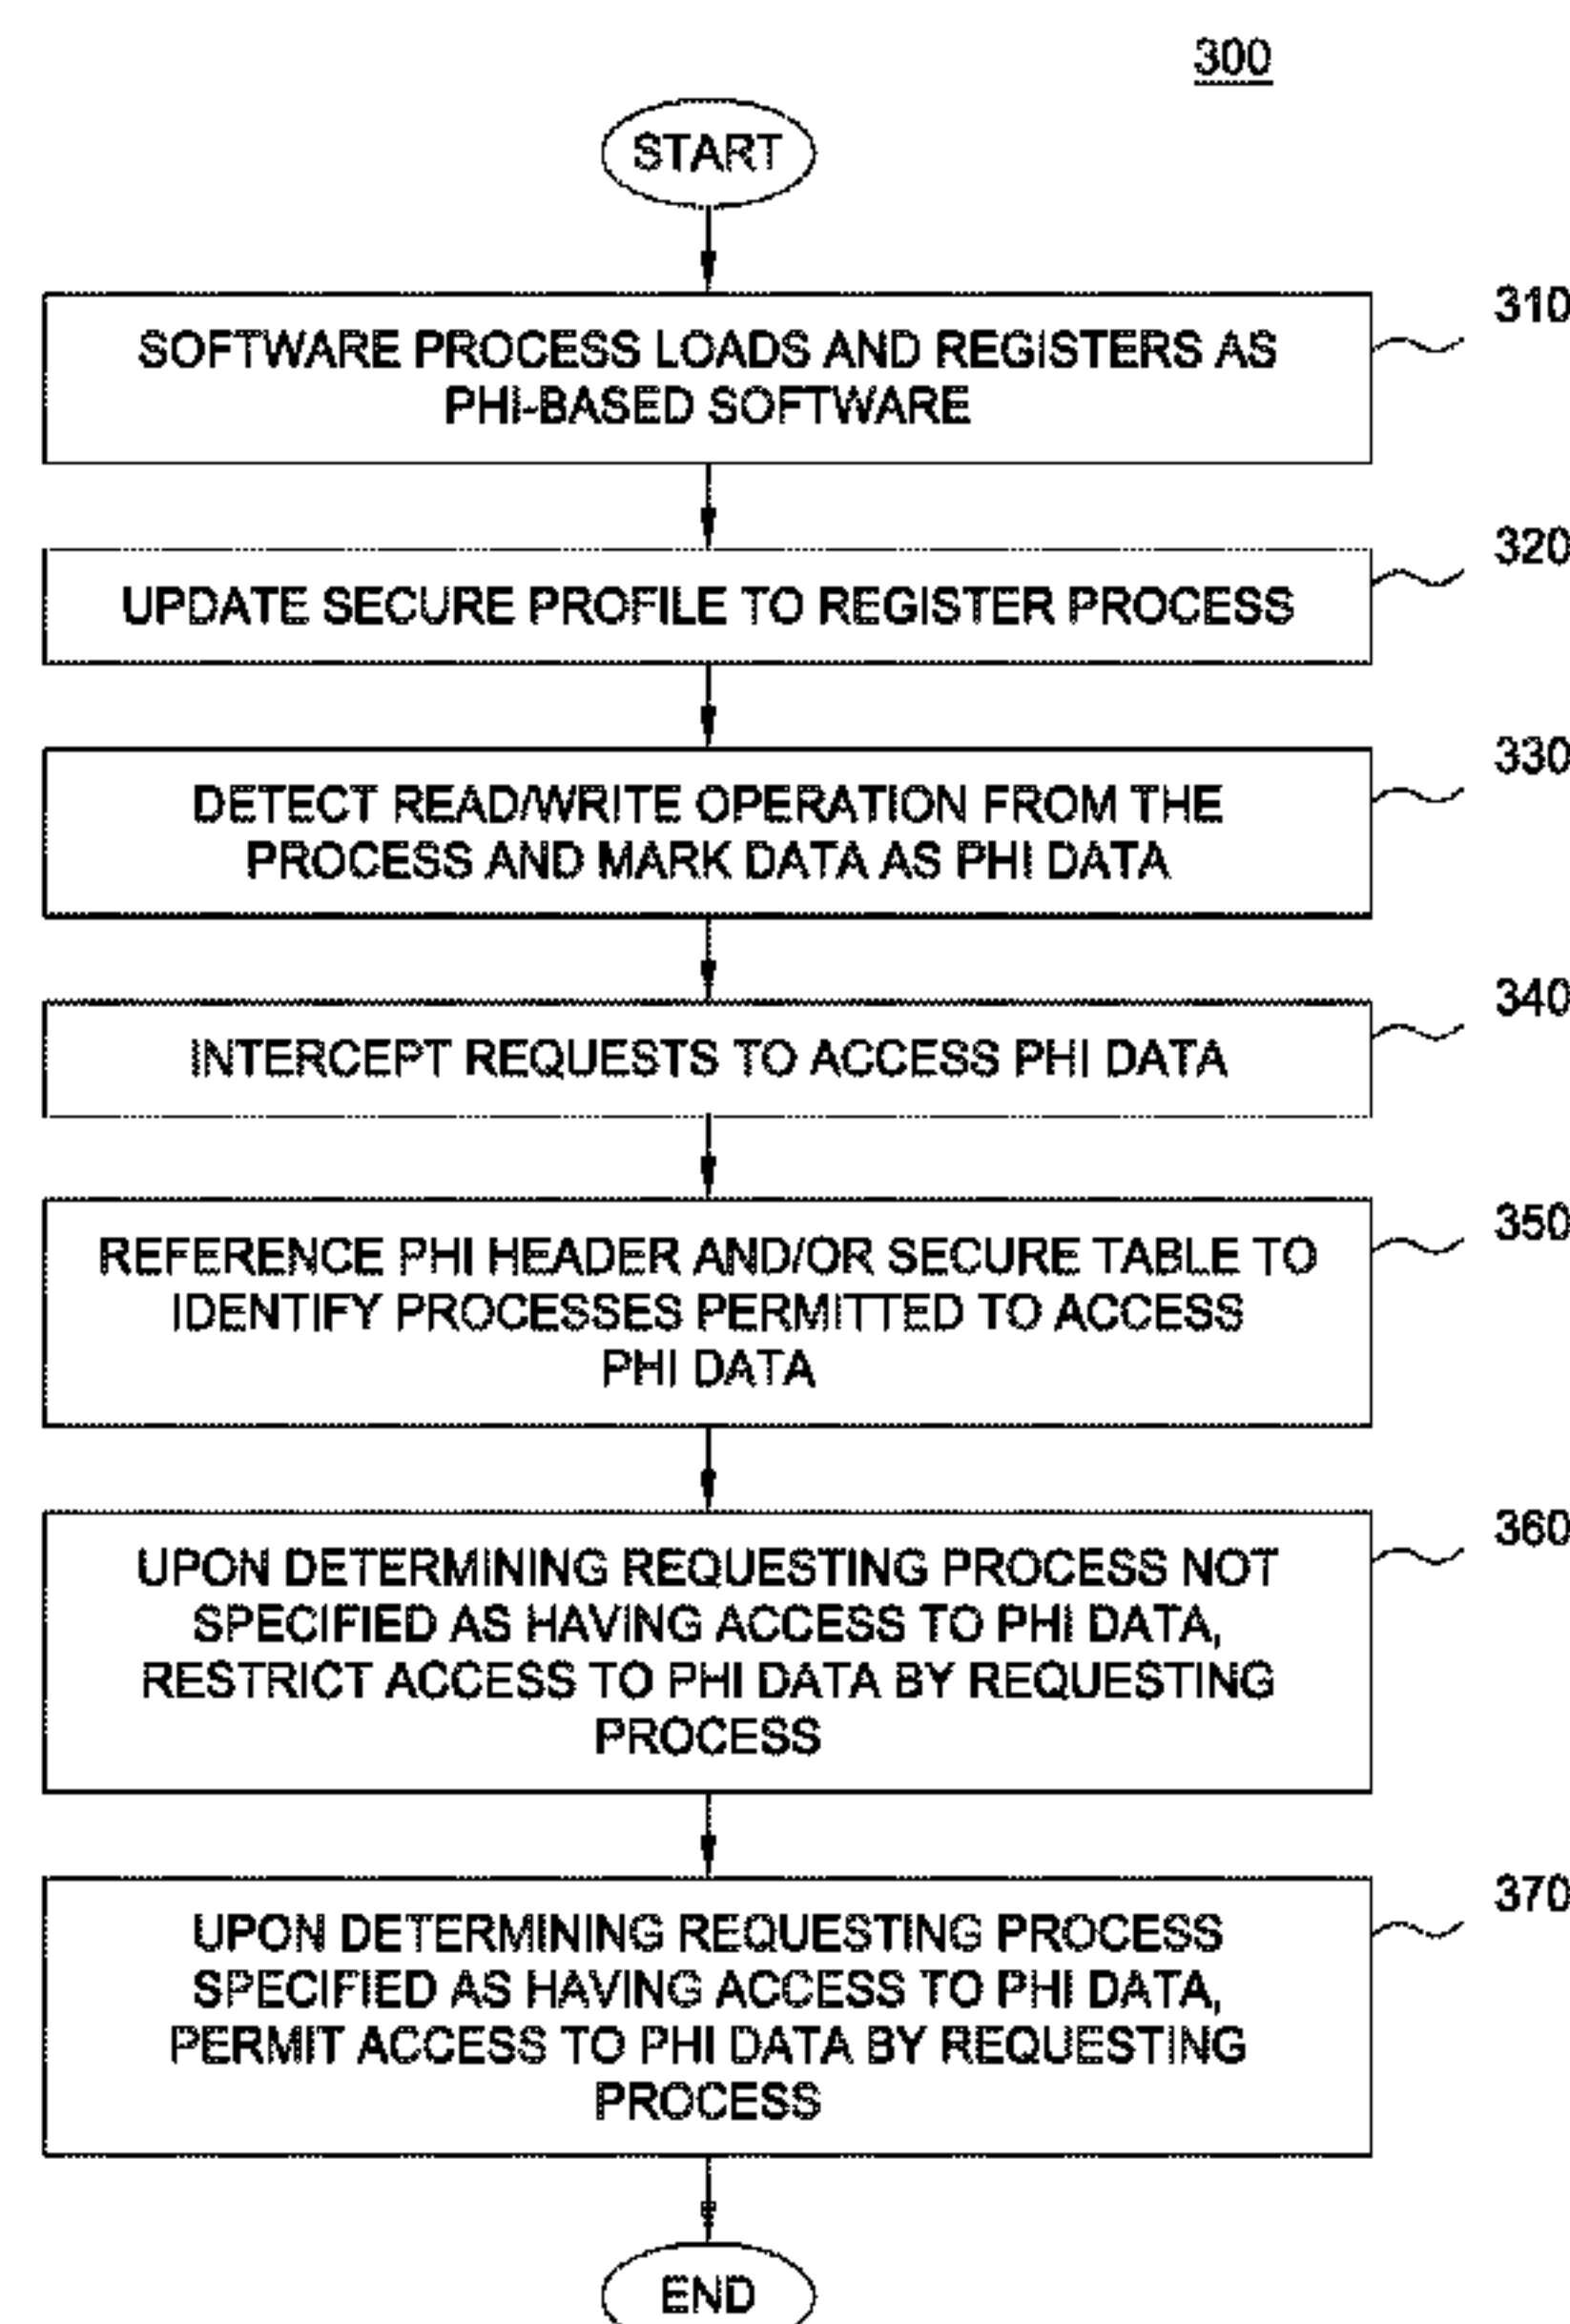 300
START
310
SOFTWARE PROCESS LOADS AND REGISTERS AS
PHI-BASED SOFTWARE
320
UPDATE SECURE PROFILE TO REGISTER PROCESS
330
DETECT READ/WRITE OPERATION FROM THE
PROCESS AND MARK DATA AS PHI DATA
340
INTERCEPT REQUESTS TO ACCESS PHI DATA
350
REFERENCE PHI HEADER AND/OR SECURE TABLE TO
IDENTIFY PROCESSES PERMITTED TO ACCESS
PHI DATA
360
UPON DETERMINING REQUESTING PROCESS NOT
SPECIFIED AS HAVING ACCESS TO PHI DATA,
RESTRICT ACCESS TO PHI DATA BY REQUESTING
PROCESS
370
UPON DETERMINING REQUESTING PROCESS
SPECIFIED AS HAVING ACCESS TO PHI DATA,
PERMIT ACCESS TO PHI DATA BY REQUESTING
PROCESS
END